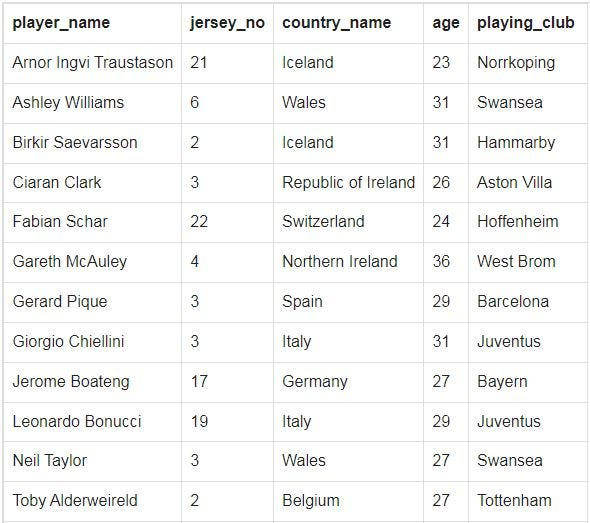 player_name jersey_no country_name age playing_club
Arnor Ingvi Traustason 21 Iceland 23 Norrkoping
Ashley Williams 6 Wales 31 Swansea
Birkir Saevarsson 2 Iceland 31 Hammarby
Ciaran Clark 3 Republic of Ireland 26 Aston Villa
Fabian Schar 22 Switzerland 24 Hoffenheim
Gareth McAuley 4 Northern Ireland 36 West Brom
Gerard Pique 3 Spain 29 Barcelona
Giorgio Chiellini 3 Italy 31 Juventus
Jerome Boateng 17 Germany 27 Bayern
Leonardo Bonucci 19 Italy 29 Juventus
Neil Taylor 3 Wales 27 Swansea
Toby Alderweireld 2 Belgium 27 Tottenham